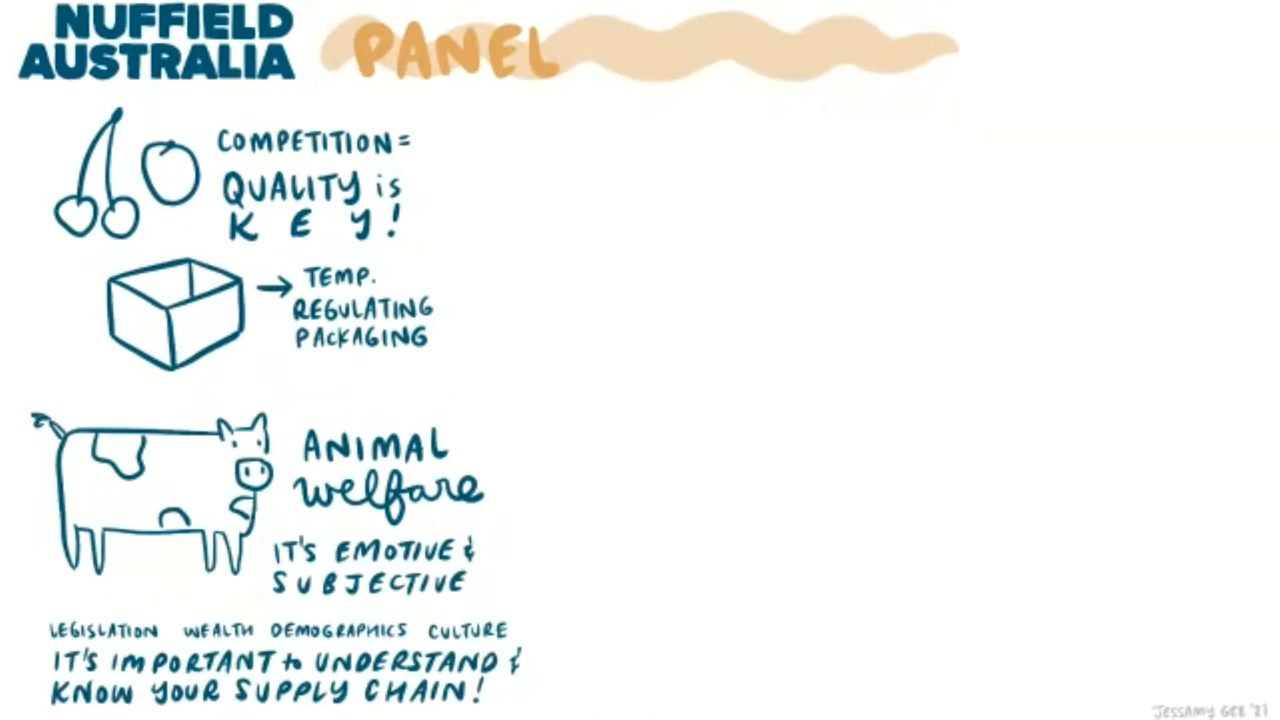 NUFFIELD
AUSTRALIA
PANEL
COMPETITION =
QUALITY is
KEY!
→ TEMP.
REGULATING
PACKAGING
ANIMAL
welfare
IT'S EMOTIVE &
SUBJECTIVE
LEGISLATION WEALTH DEMOGRAPHICS CULTURE
IT'S IMPORTANT to UNDERSTAND &
KNOW YOUR SUPPLY CHAIN!
JESSAMY GEE '21